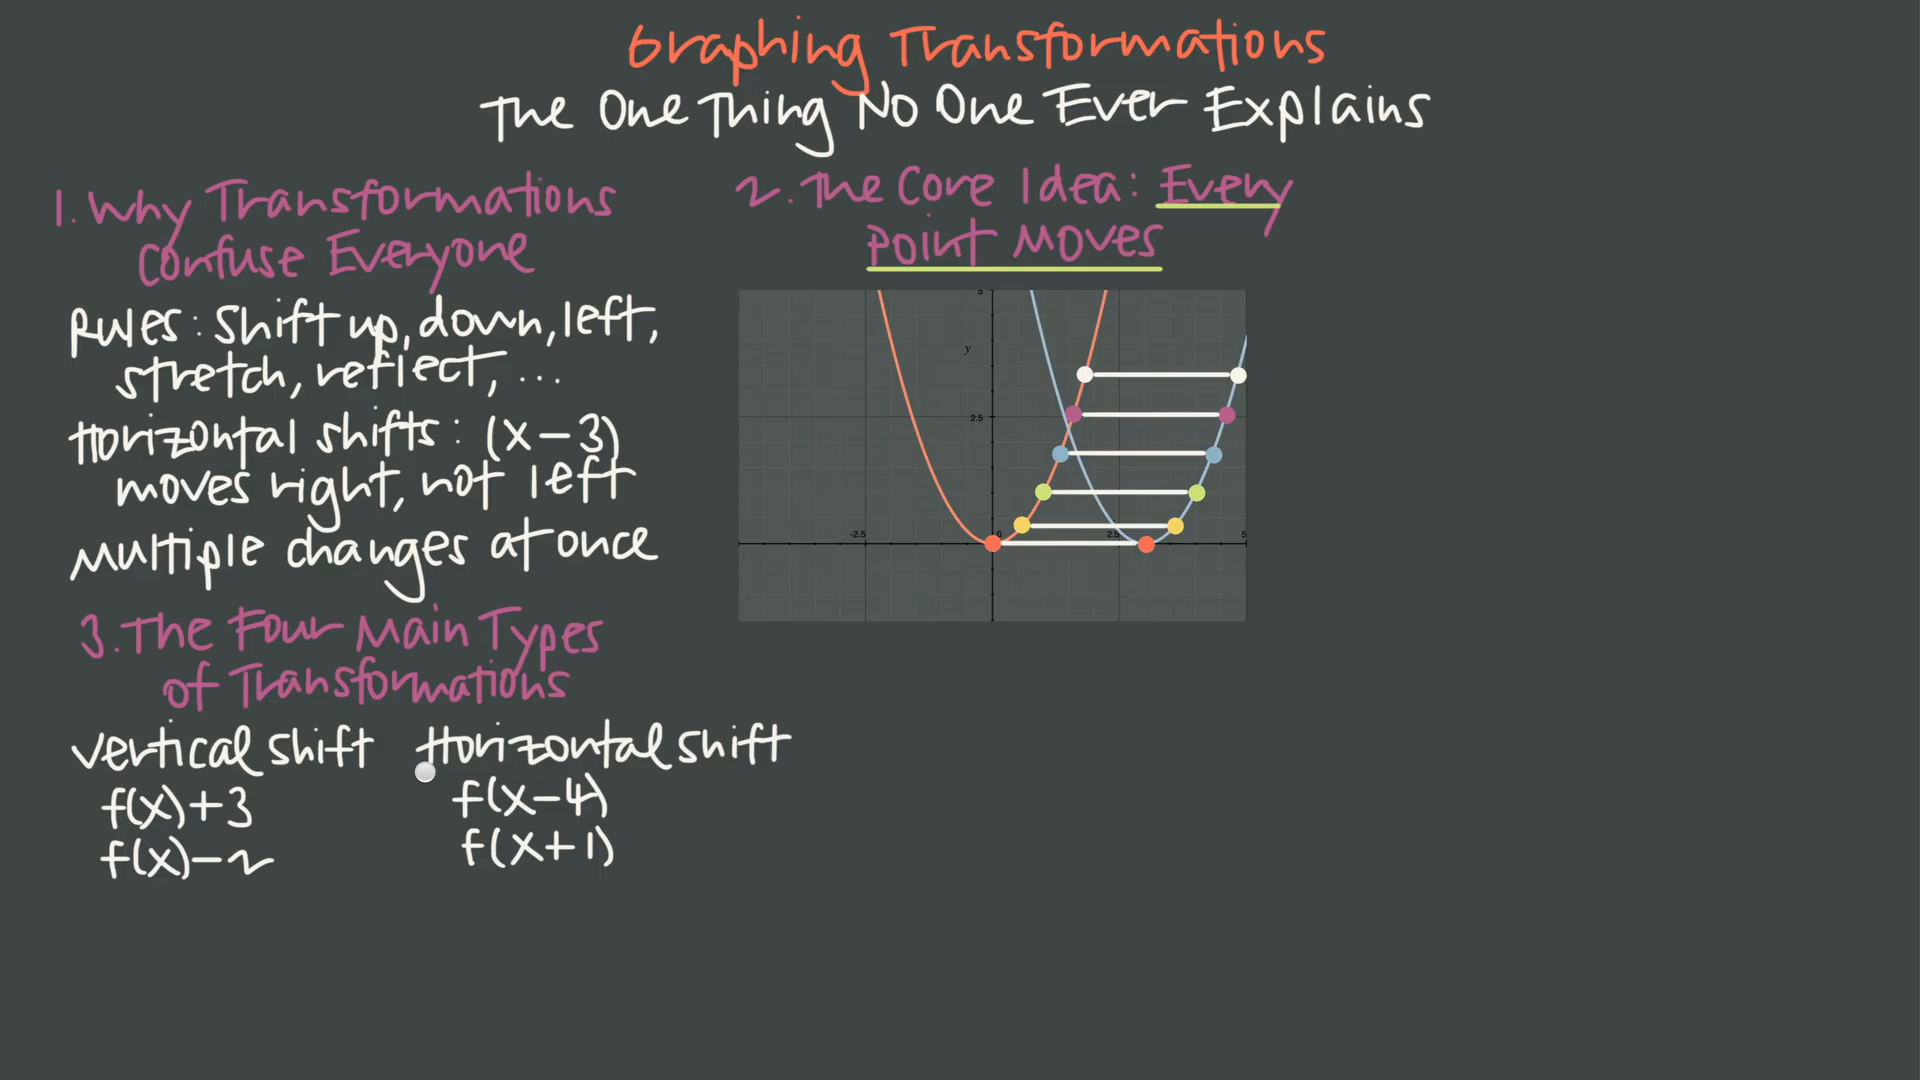 Graphing Transformations
The One Thing No One Ever Explains
1. Why Transformations
Confuse Everyone
Rules: Shift up, down, left,
stretch, reflect, ...
Horizontal shifts: (x-3)
moves right, not left
Multiple changes at once
2. The Core Idea: Every
Point Moves
5
y
2.5
-2.5 0 2.5 5
3. The Four Main Types
of Transformations
Vertical shift
f(x)+3
f(x)-2
Horizontal shift
f(x-4)
f(x+1)